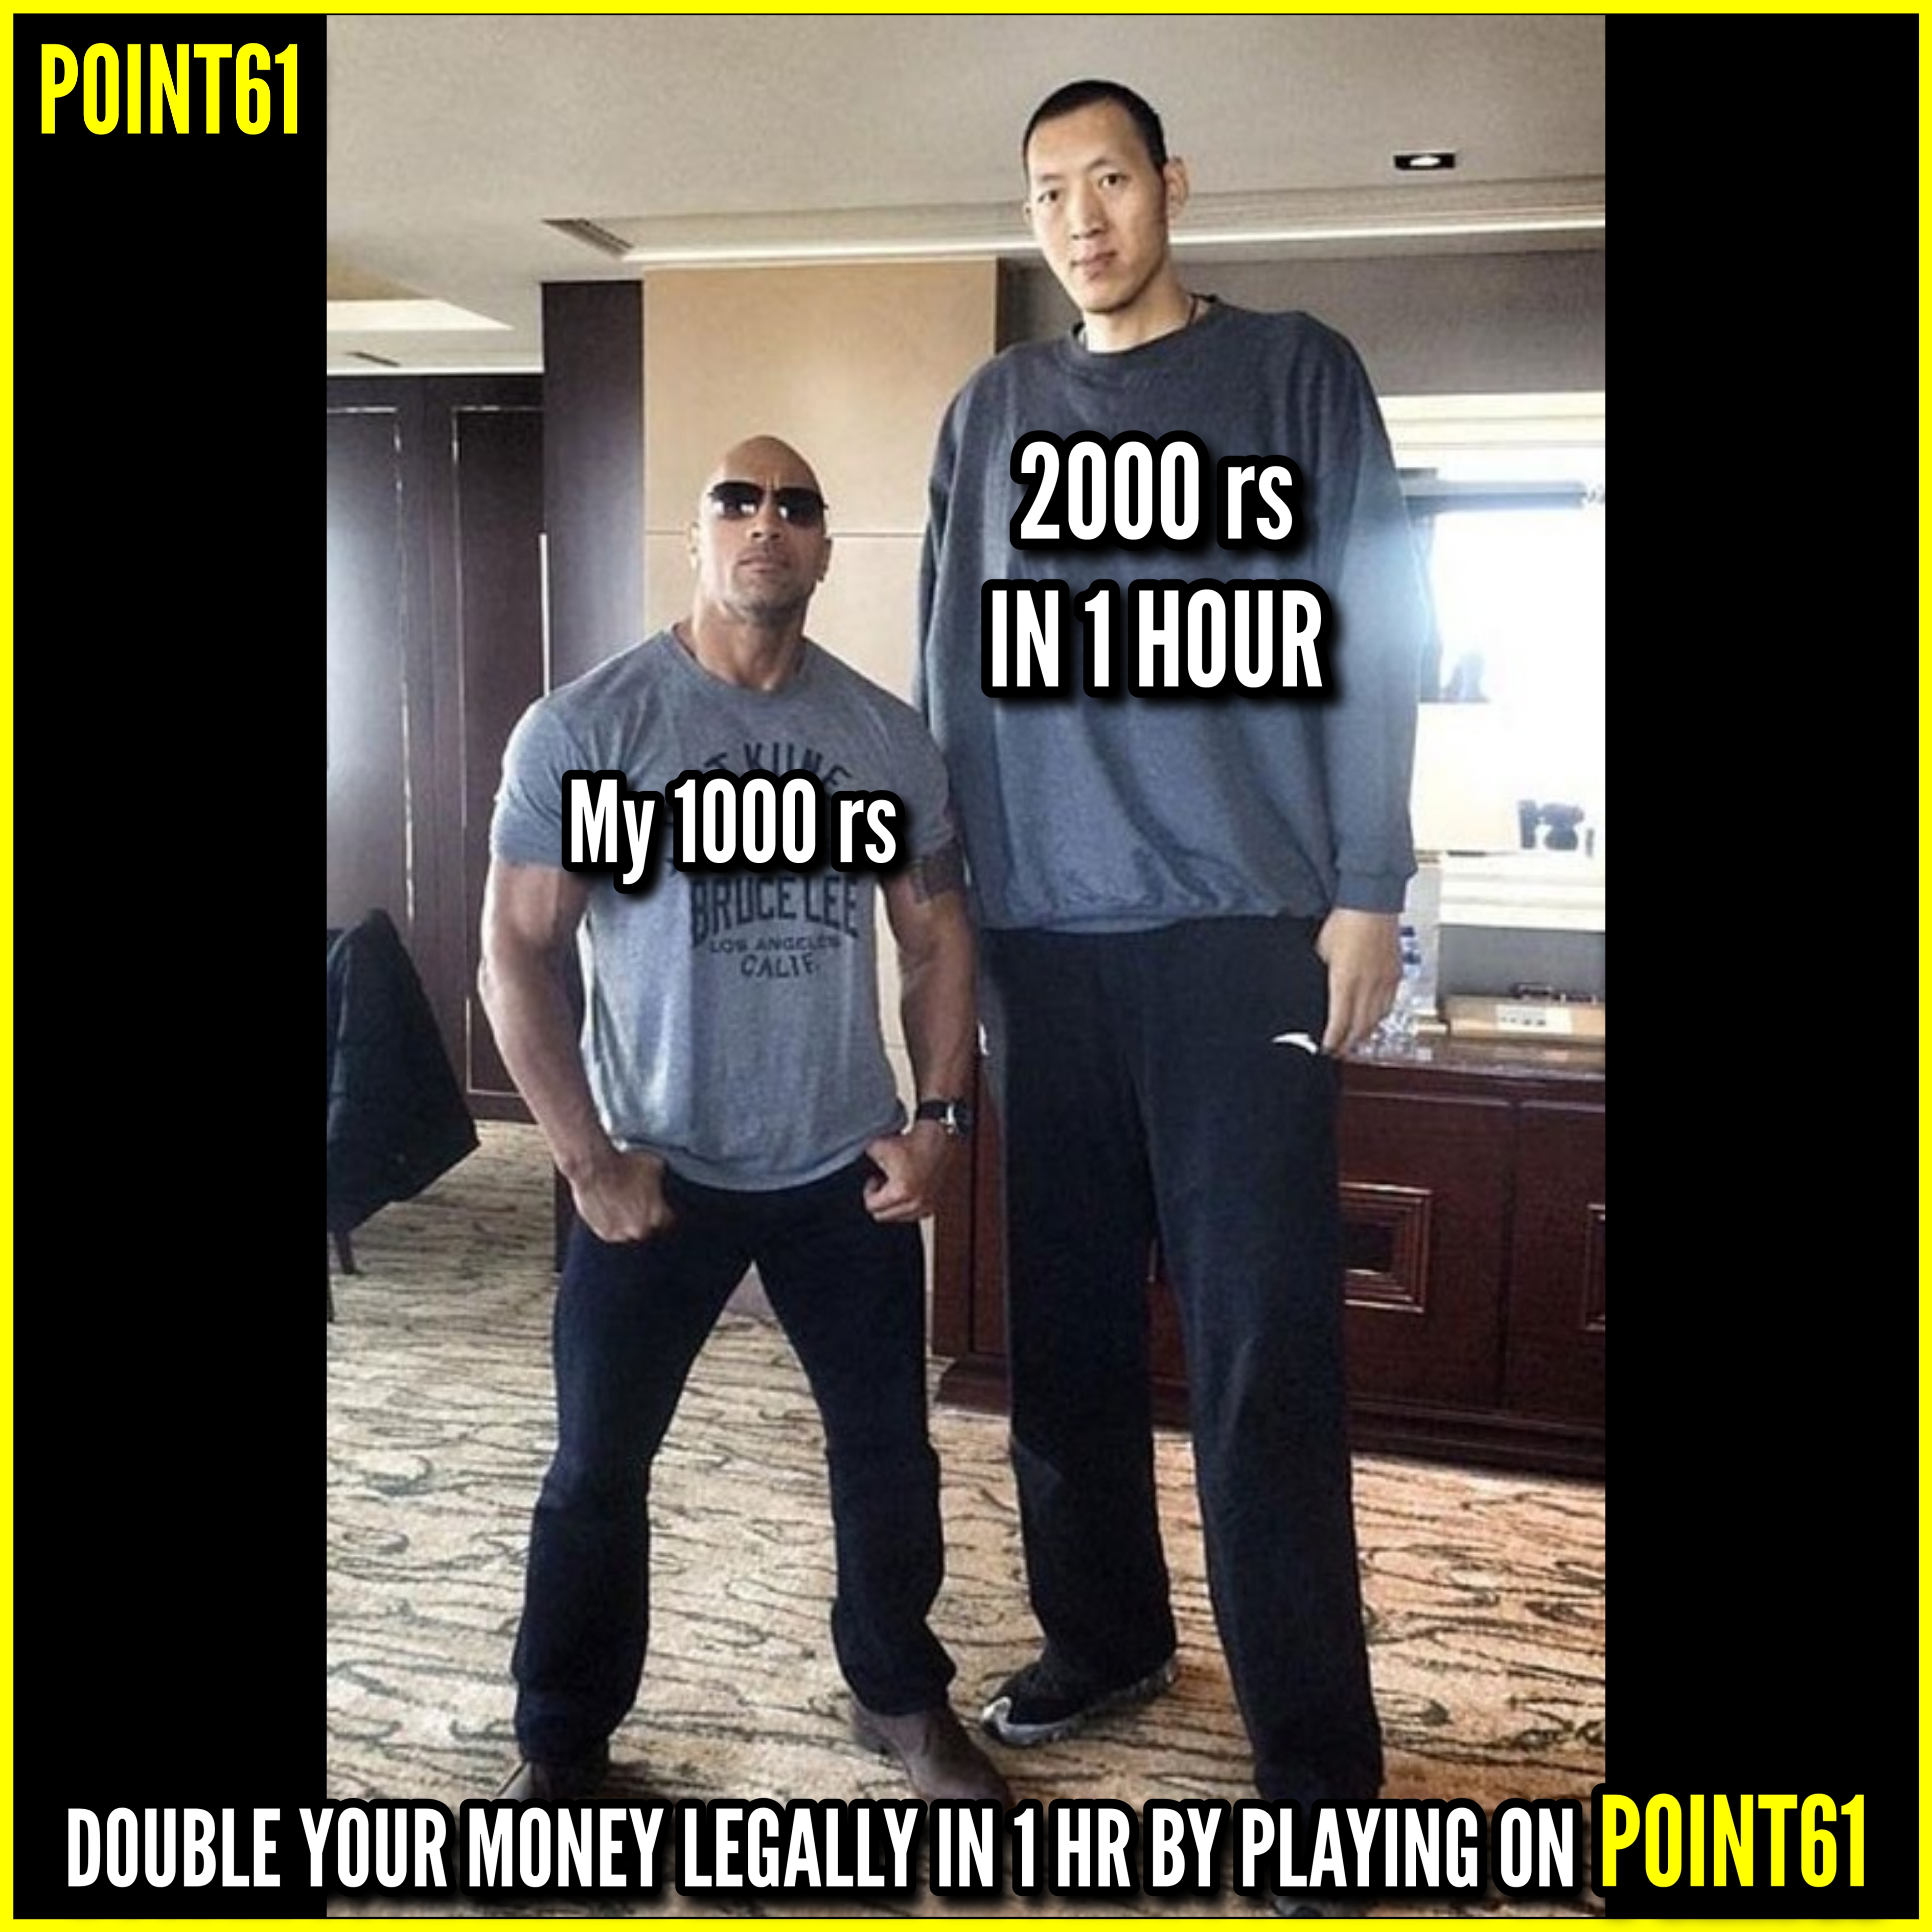 POINT61
2000 rs
IN 1 HOUR
My 1000 rs
BRUCE LEE
LOS ANGELES
CALIF.
DOUBLE YOUR MONEY LEGALLY IN 1 HR BY PLAYING ON POINT61